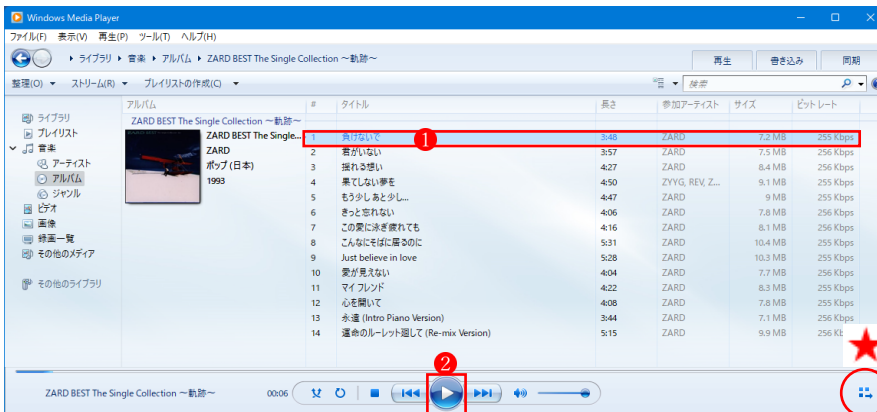 Windows Media Player
ファイル(F) 表示(V) 再生(P) ツール(T) ヘルプ(H)
ライブラリ ▸ 音楽 ▸ アルバム ▸ ZARD BEST The Single Collection ～軌跡～
再生 書き込み 同期
整理(O) ストリーム(R) プレイリストの作成(C) 検索
アルバム # タイトル 長さ 参加アーティスト サイズ ビット レート
ライブラリ
プレイリスト
音楽
アーティスト
アルバム
ジャンル
ビデオ
画像
録画一覧
その他のメディア
その他のライブラリ
ZARD BEST The Single Collection ～軌跡～
ZARD BEST The Single...
ZARD
ポップ (日本)
1993
1 負けないで 3:48 ZARD 7.2 MB 255 Kbps
2 君がいない 3:57 ZARD 7.5 MB 256 Kbps
3 揺れる想い 4:27 ZARD 8.4 MB 256 Kbps
4 果てしない夢を 4:50 ZYYG, REV, Z... 9.1 MB 255 Kbps
5 もう少し あと少し... 4:47 ZARD 9 MB 255 Kbps
6 きっと忘れない 4:06 ZARD 7.8 MB 256 Kbps
7 この愛に泳ぎ疲れても 4:16 ZARD 8.1 MB 256 Kbps
8 こんなにそばに居るのに 5:31 ZARD 10.4 MB 256 Kbps
9 Just believe in love 5:28 ZARD 10.3 MB 255 Kbps
10 愛が見えない 4:04 ZARD 7.7 MB 256 Kbps
11 マイ フレンド 4:22 ZARD 8.3 MB 255 Kbps
12 心を開いて 4:08 ZARD 7.8 MB 255 Kbps
13 永遠 (Intro Piano Version) 3:44 ZARD 7.1 MB 256 Kbps
14 運命のルーレット廻して (Re-mix Version) 5:15 ZARD 9.9 MB 256
1
2
ZARD BEST The Single Collection ～軌跡～ 00:06